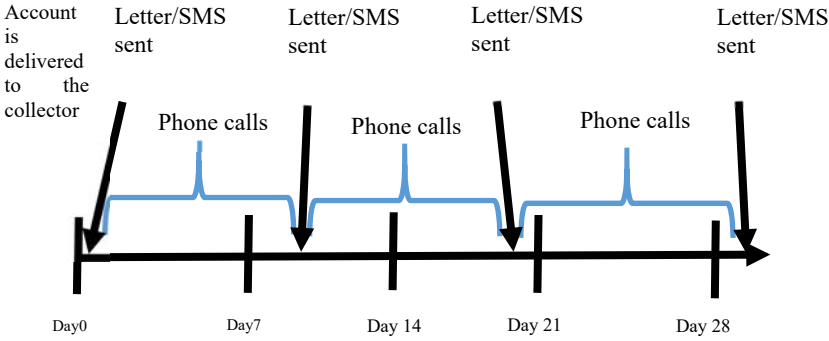 Account
is
delivered
to the
collector
Letter/SMS
sent
Letter/SMS
sent
Letter/SMS
sent
Letter/SMS
sent
Phone calls
Phone calls
Phone calls
Day0
Day7
Day 14
Day 21
Day 28